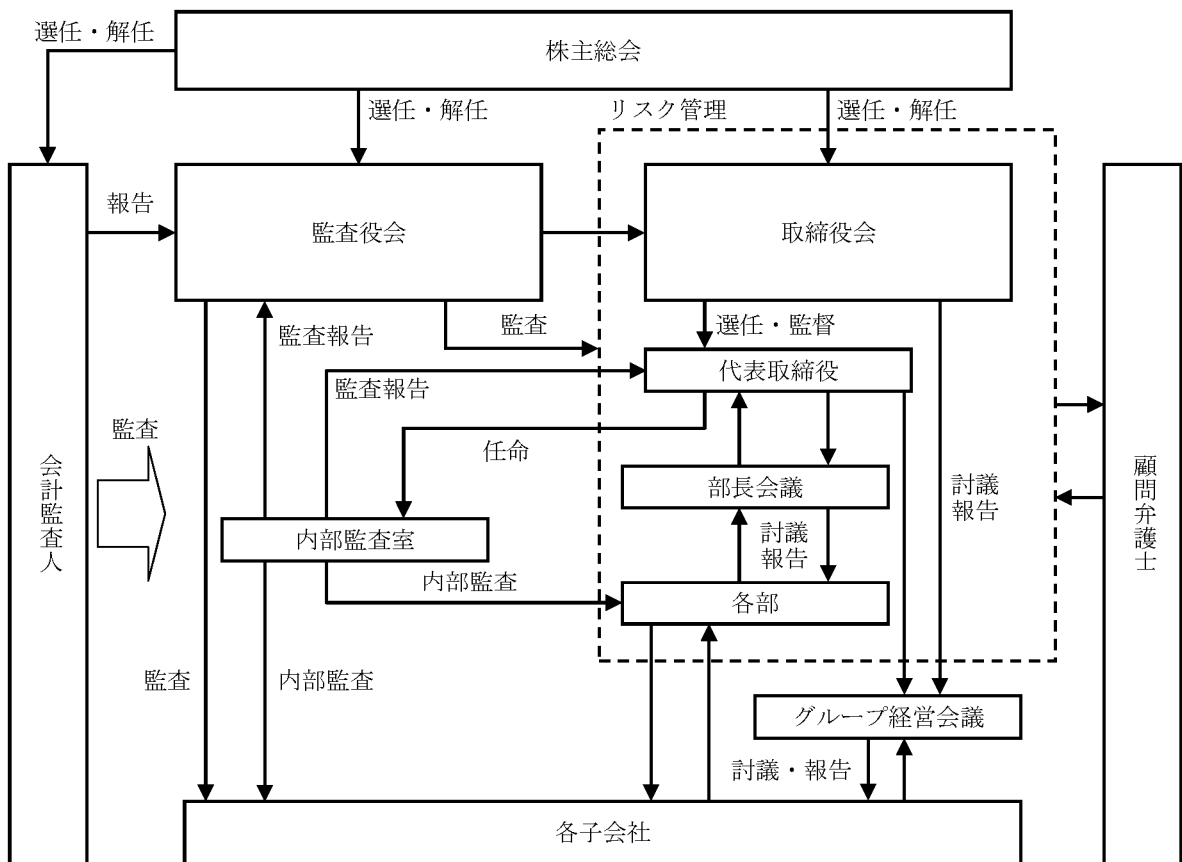 選任・解任
株主総会
選任・解任
リスク管理
選任・解任
報告
監査役会
取締役会
監査報告
監査
選任・監督
代表取締役
監査報告
監査
任命
会計監査人
部長会議
討議
報告
顧問弁護士
内部監査室
討議
報告
内部監査
各部
監査
内部監査
グループ経営会議
討議・報告
各子会社